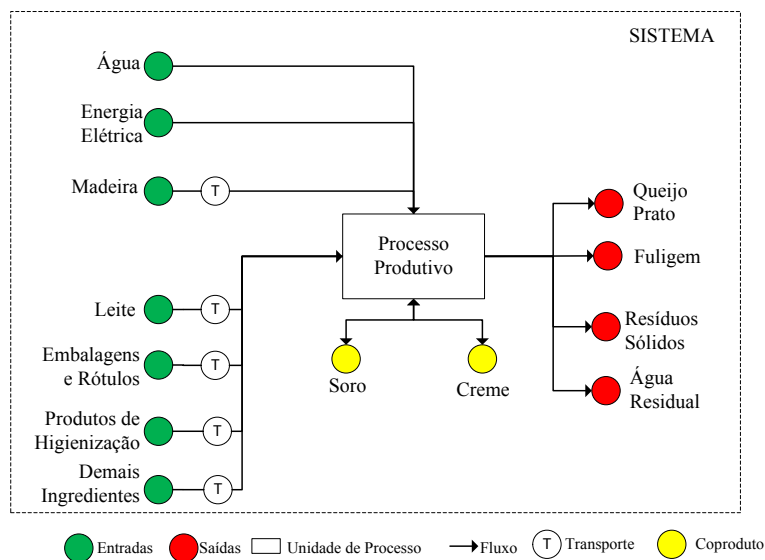 SISTEMA
Água
Energia
Elétrica
Madeira
T
Processo
Produtivo
Queijo
Prato
Fuligem
Resíduos
Sólidos
Água
Residual
Leite
T
Embalagens
e Rótulos
T
Produtos de
Higienização
T
Demais
Ingredientes
T
Soro
Creme
Entradas
Saídas
Unidade de Processo
Fluxo
T
Transporte
Coproduto